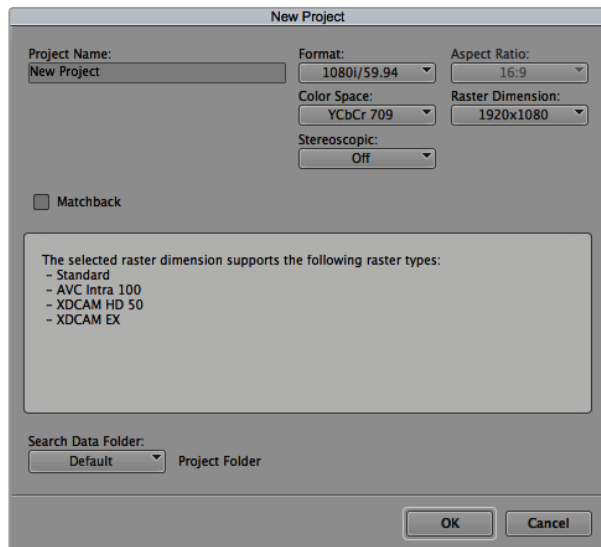 New Project
Project Name:
New Project
Format:
1080i/59.94
Aspect Ratio:
16:9
Color Space:
YCbCr 709
Raster Dimension:
1920x1080
Stereoscopic:
Off
Matchback
The selected raster dimension supports the following raster types:
- Standard
- AVC Intra 100
- XDCAM HD 50
- XDCAM EX
Search Data Folder:
Default
Project Folder
OK
Cancel